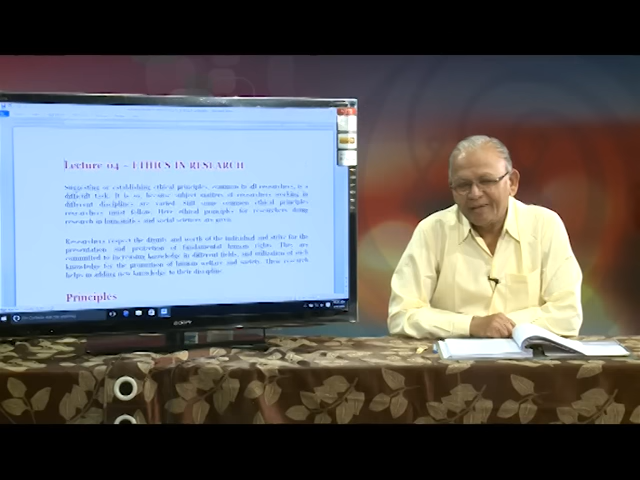 Lecture 04 – ETHICS IN RESEARCH
Suggesting or establishing ethical principles, common to all researchers, is a
difficult task. It is so, because subject matters of researchers working in
different disciplines are varied. Still some common ethical principles
researchers must follow. Here ethical principles for researchers doing
research in humanities and social sciences are given.
Researchers respect the dignity and worth of the individual and strive for the
preservation and protection of fundamental human rights. They are
committed to increasing knowledge in different fields, and utilization of such
knowledge for the promotion of human welfare and society. Their research
helps in adding new knowledge to their discipline.
Principles
SONY